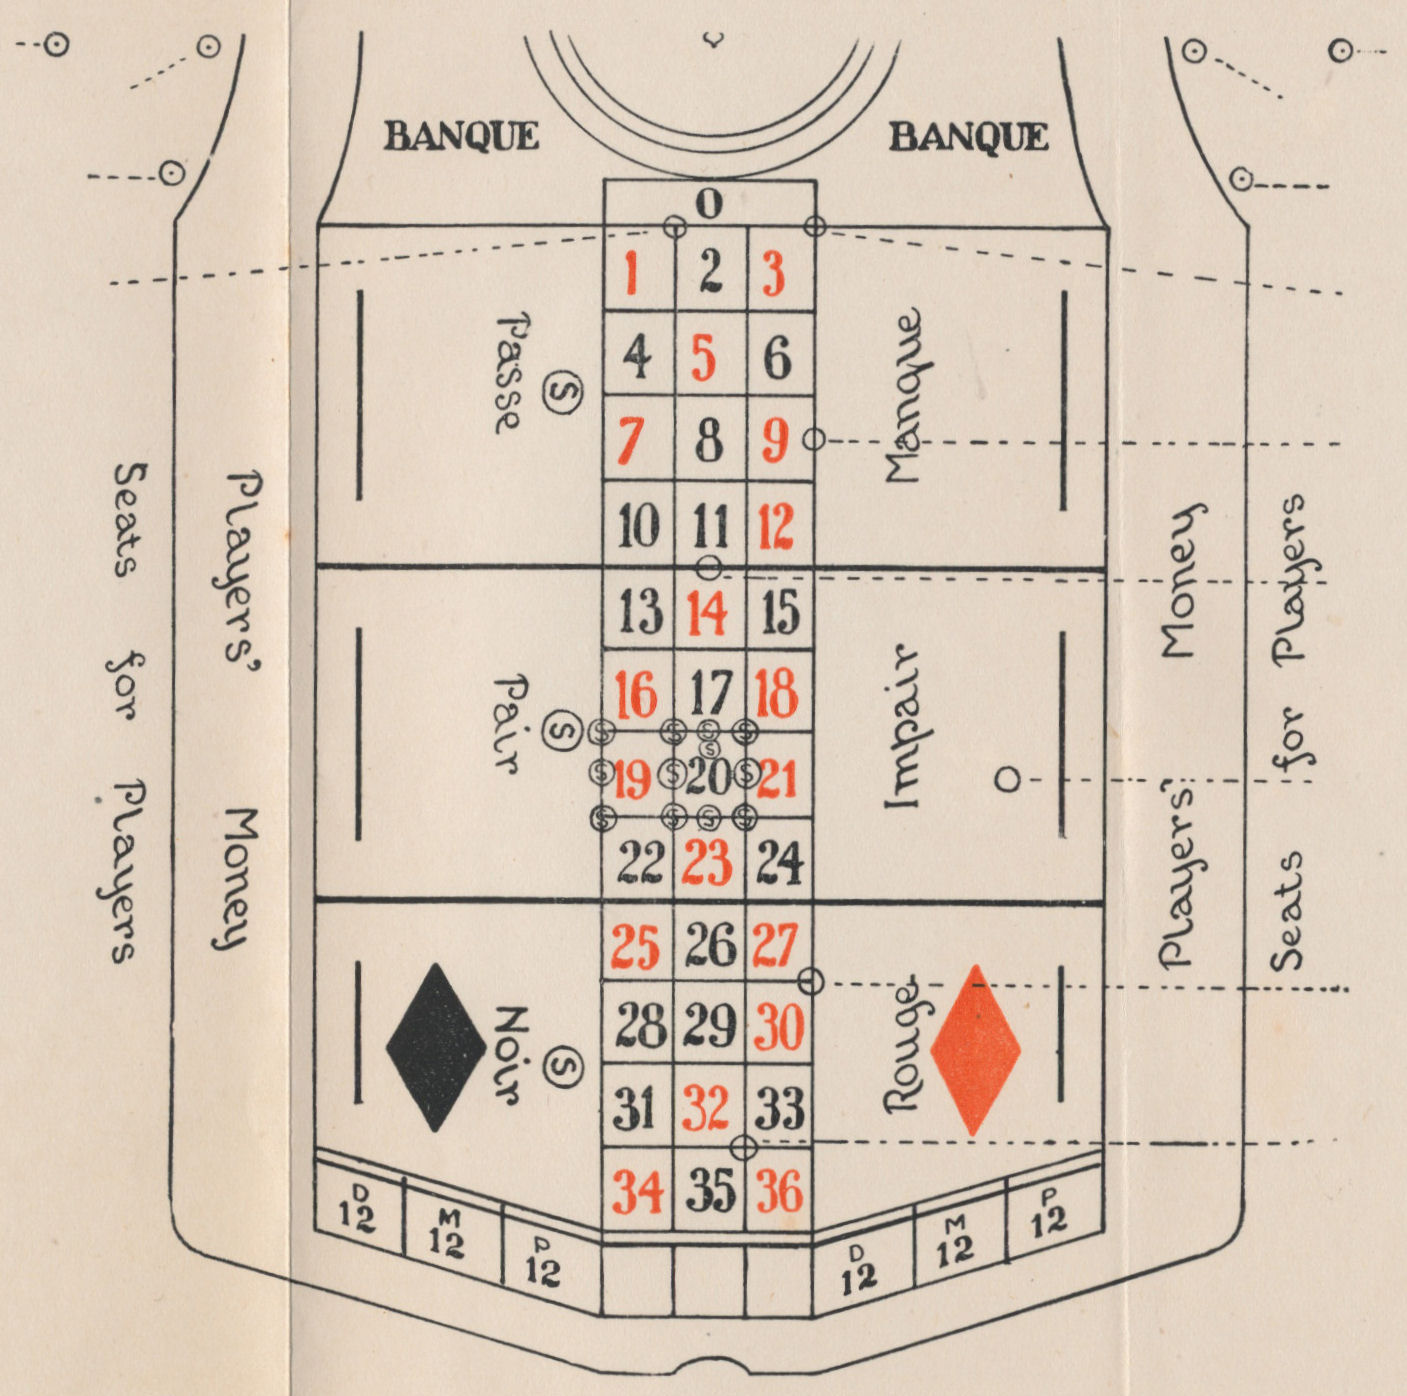 BANQUE
BANQUE
0
1 2 3
4 5 6
7 8 9
10 11 12
13 14 15
16 17 18
19 20 21
22 23 24
25 26 27
28 29 30
31 32 33
34 35 36
Passe
S
Manque
Pair
S
Impair
Noir
S
Rouge
S S S S
S
S S S
S S S S
Players' Money
Seats for Players
Players' Money
Seats for Players
D
12
M
12
P
12
D
12
M
12
P
12